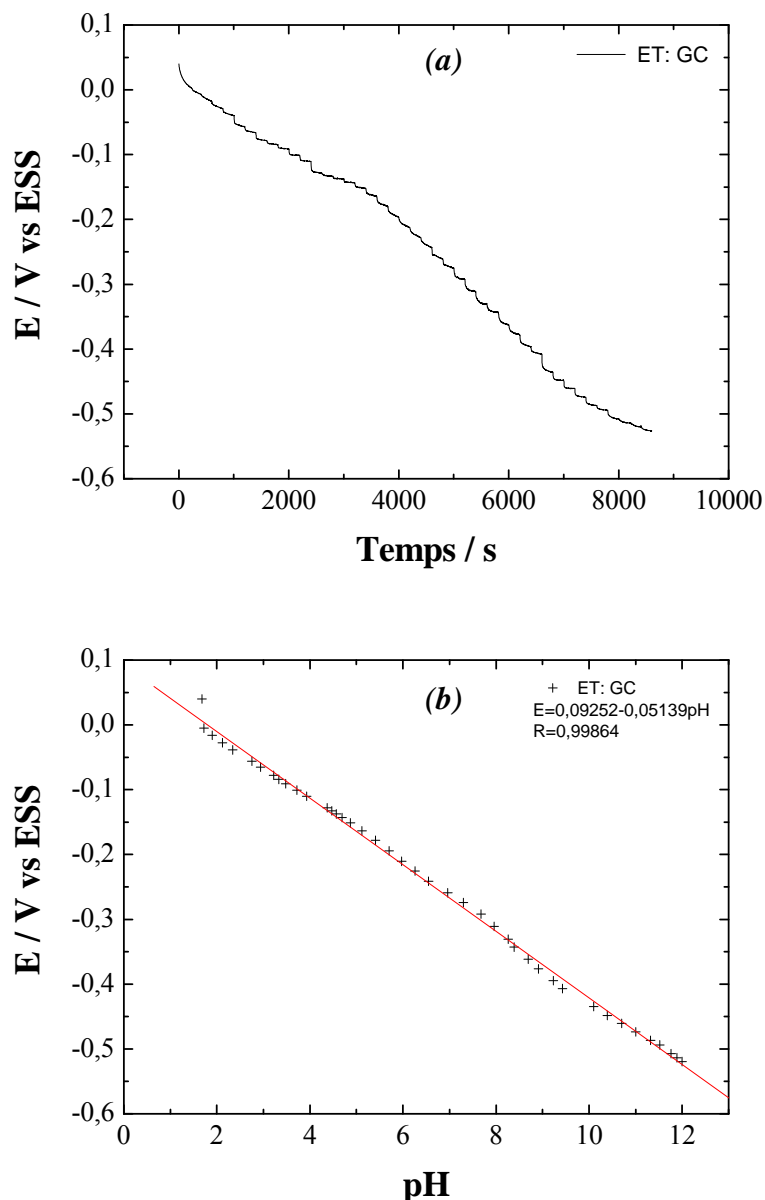 (a)
ET: GC
0,1
0,0
-0,1
-0,2
-0,3
-0,4
-0,5
-0,6
E / V vs ESS
0 2000 4000 6000 8000 10000
Temps / s
(b)
ET: GC
E=0,09252-0,05139pH
R=0,99864
0,1
0,0
-0,1
-0,2
-0,3
-0,4
-0,5
-0,6
E / V vs ESS
0 2 4 6 8 10 12
pH